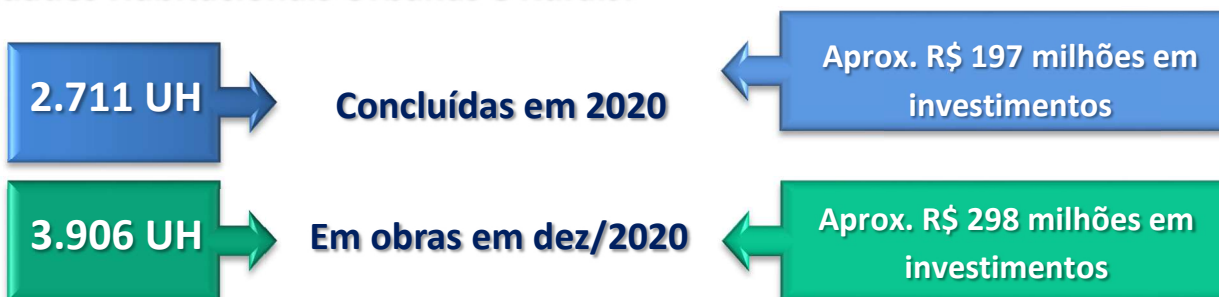 2.711 UH
Concluídas em 2020
Aprox. R$ 197 milhões em
investimentos
3.906 UH
Em obras em dez/2020
Aprox. R$ 298 milhões em
investimentos